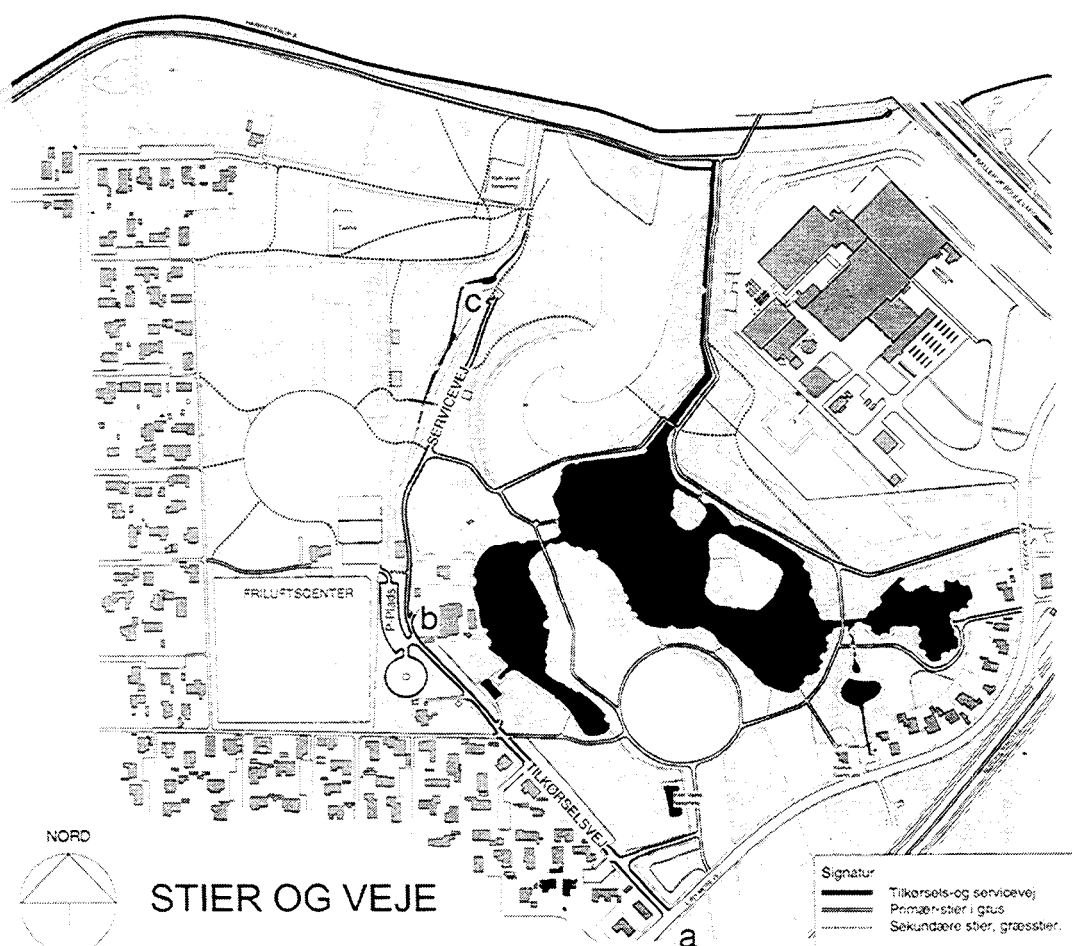 c
SERVICEVEJ
FRILUFTSCENTER
P-Plads
b
TILKØRSELSVEJ
NORD
STIER OG VEJE
a
Signatur
Tilkørsels-og servicevej
Primær-stier i grus
Sekundære stier, græsstier.